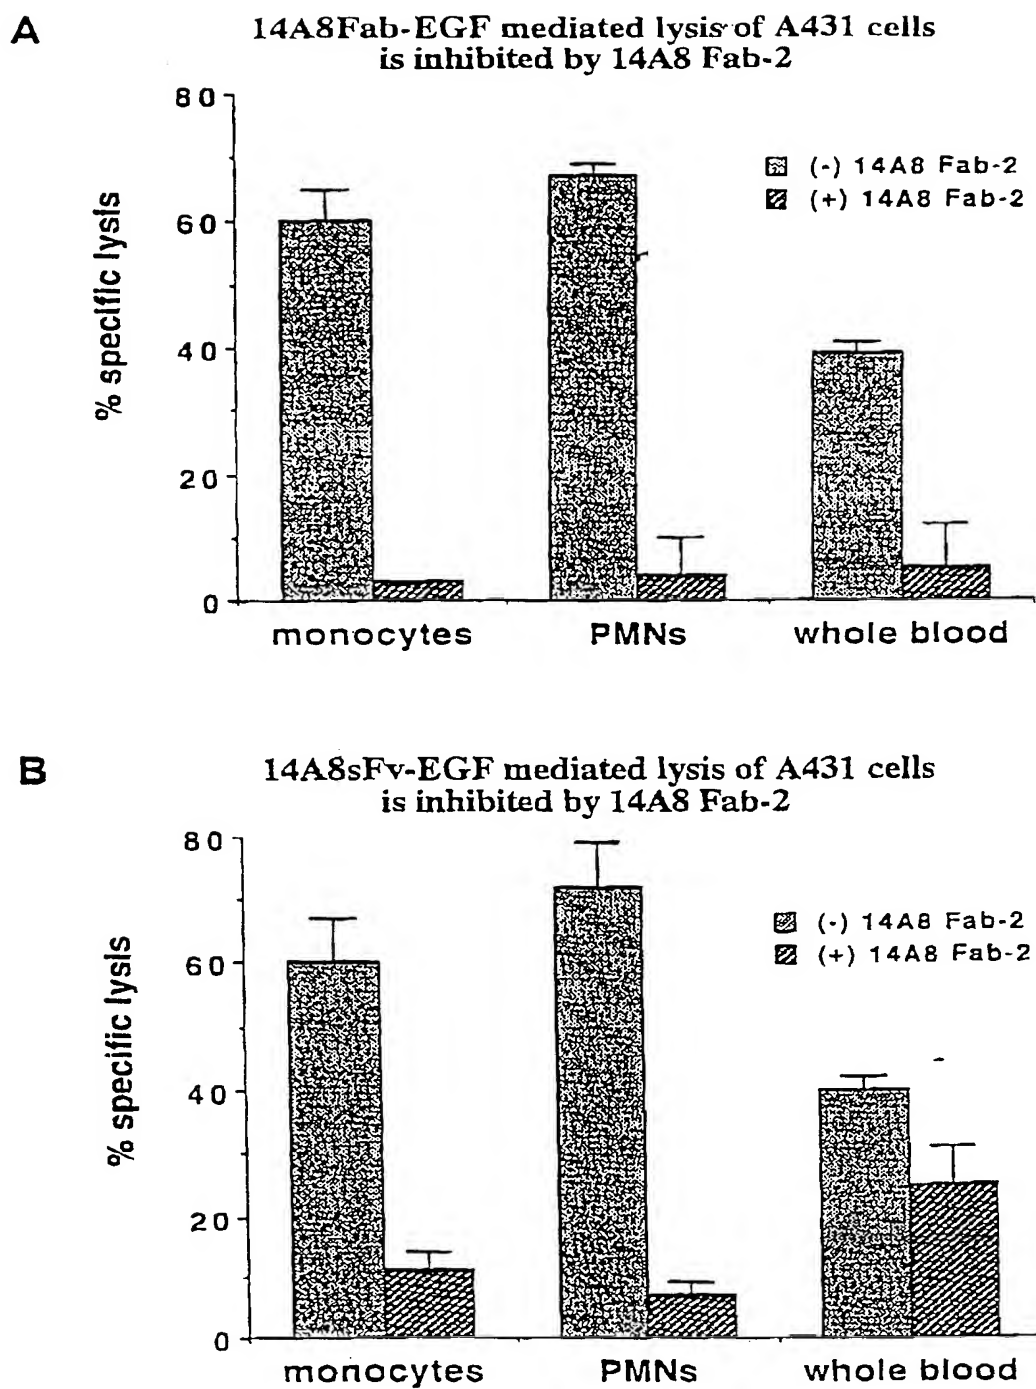 A
14A8Fab-EGF mediated lysis of A431 cells
is inhibited by 14A8 Fab-2
80
60
40
20
0
% specific lysis
(-) 14A8 Fab-2
(+) 14A8 Fab-2
monocytes
PMNs
whole blood
B
14A8sFv-EGF mediated lysis of A431 cells
is inhibited by 14A8 Fab-2
80
60
40
20
0
% specific lysis
(-) 14A8 Fab-2
(+) 14A8 Fab-2
monocytes
PMNs
whole blood